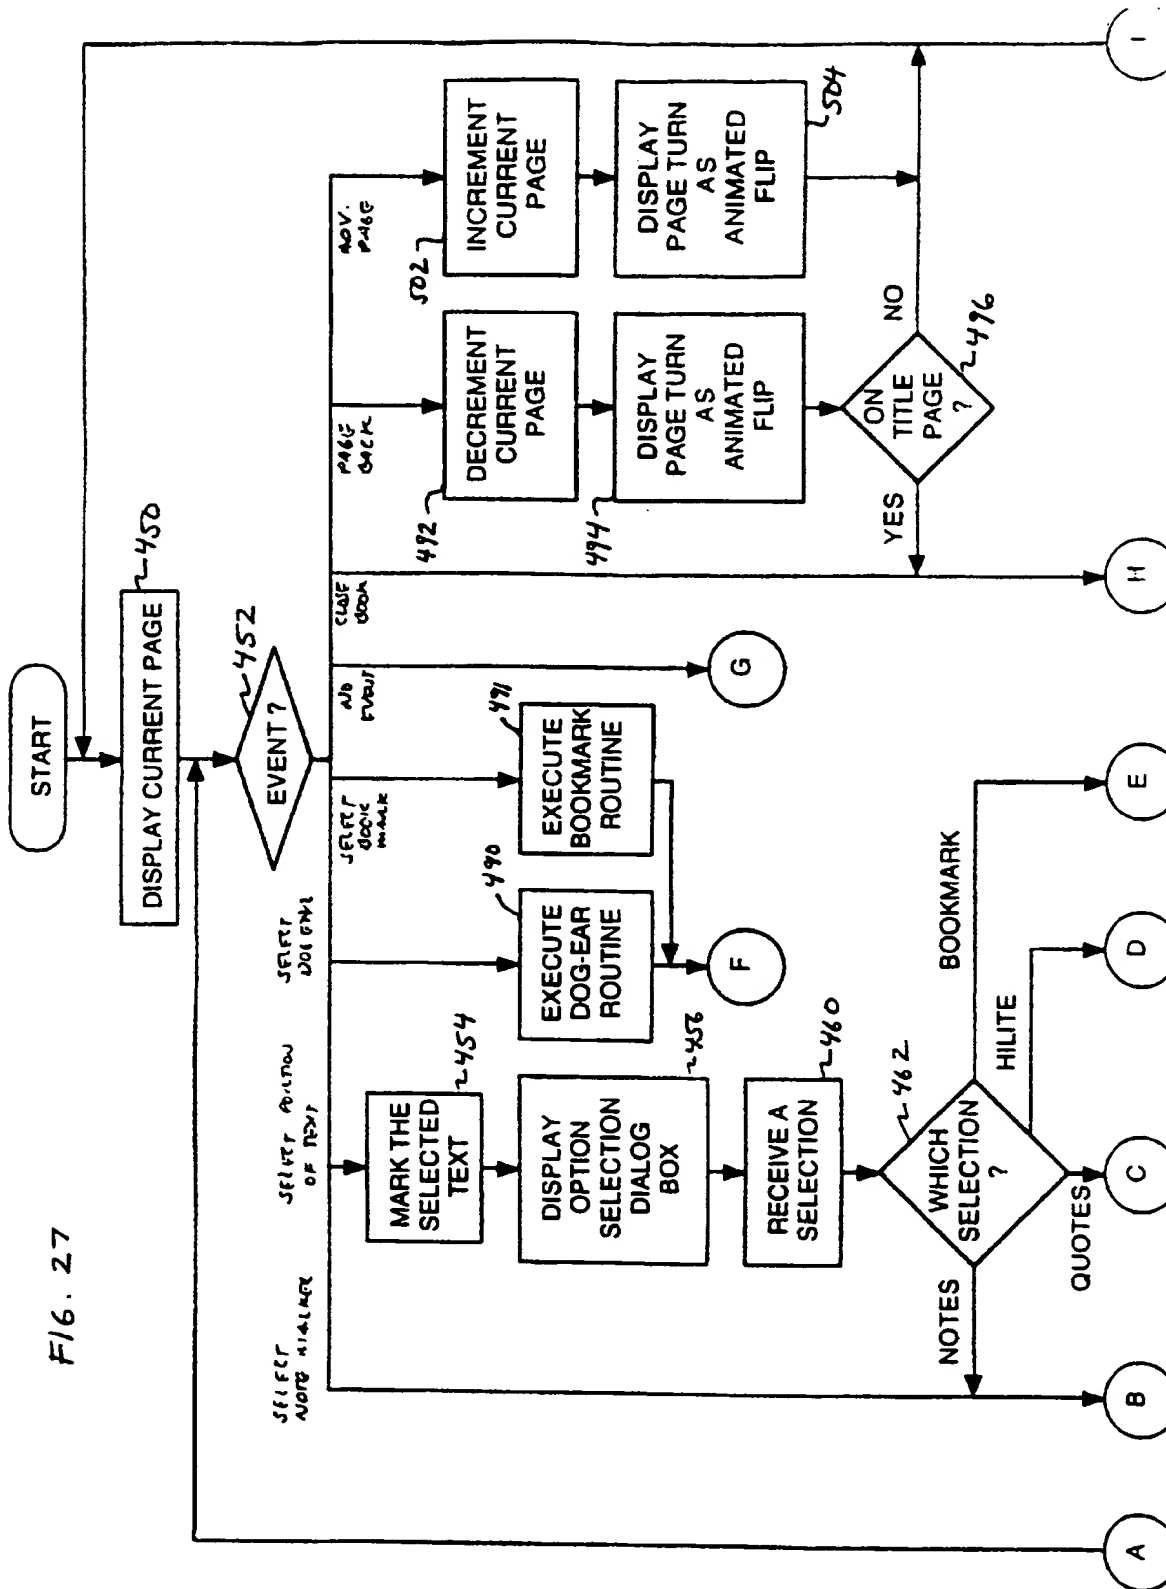 FIG. 27
START
DISPLAY CURRENT PAGE
450
EVENT ?
452
SELECT
NOTE MARKER
SELECT PORTION
OF TEXT
SELECT
DOG EAR
SELECT
BOOK
MARK
NO
EVENT
CLOSE
BOOK
PAGE
BACK
ADV.
PAGE
MARK THE
SELECTED
TEXT
454
DISPLAY
OPTION
SELECTION
DIALOG
BOX
456
RECEIVE A
SELECTION
460
WHICH
SELECTION
?
462
NOTES
QUOTES
HILITE
BOOKMARK
490
EXECUTE
DOG-EAR
ROUTINE
491
EXECUTE
BOOKMARK
ROUTINE
F
G
492
DECREMENT
CURRENT
PAGE
494
DISPLAY
PAGE TURN
AS
ANIMATED
FLIP
ON
TITLE
PAGE
?
496
YES
NO
502
INCREMENT
CURRENT
PAGE
DISPLAY
PAGE TURN
AS
ANIMATED
FLIP
504
A
B
C
D
E
H
I